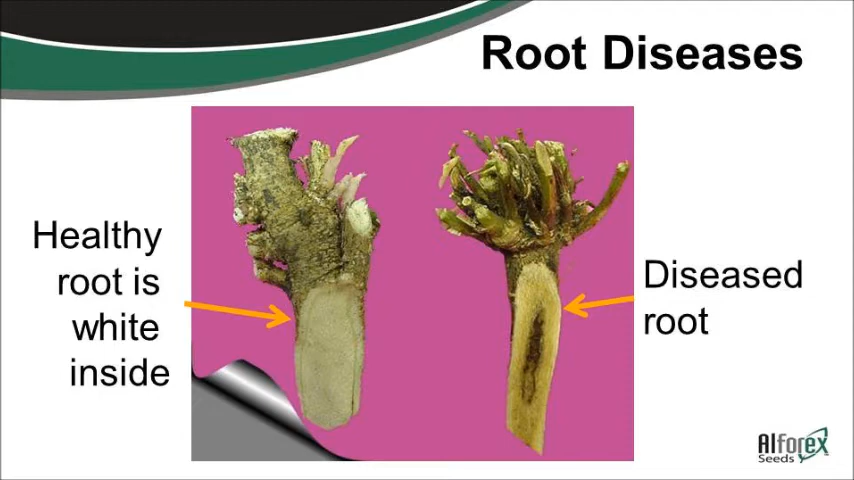 Root Diseases
Healthy
root is
white
inside
Diseased
root
Alforex
Seeds